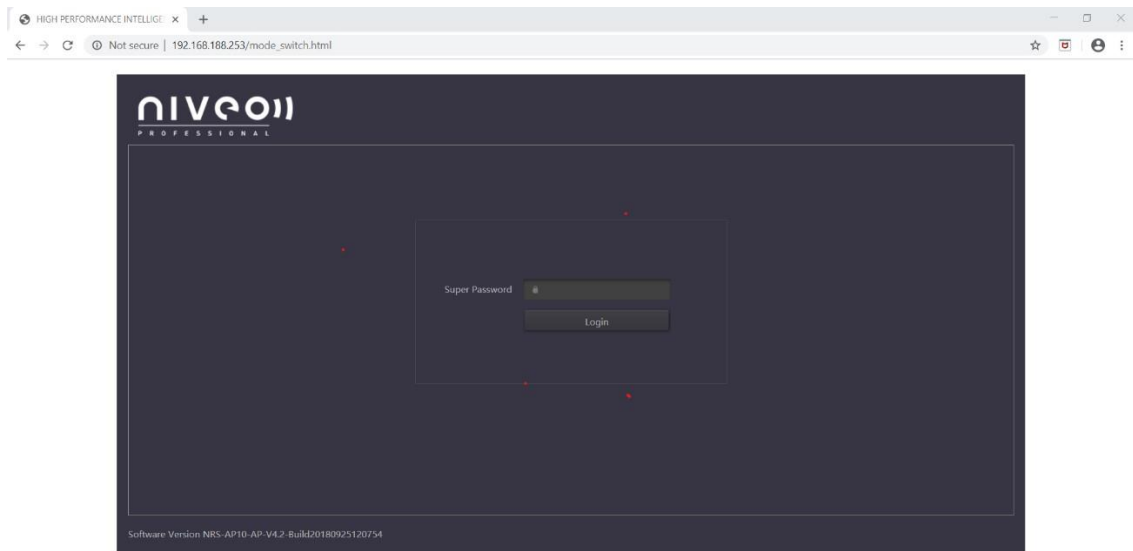 HIGH PERFORMANCE INTELLIGE
Not secure | 192.168.188.253/mode_switch.html
niveo
PROFESSIONAL
Super Password
Login
Software Version NRS-AP10-AP-V4.2-Build20180925120754